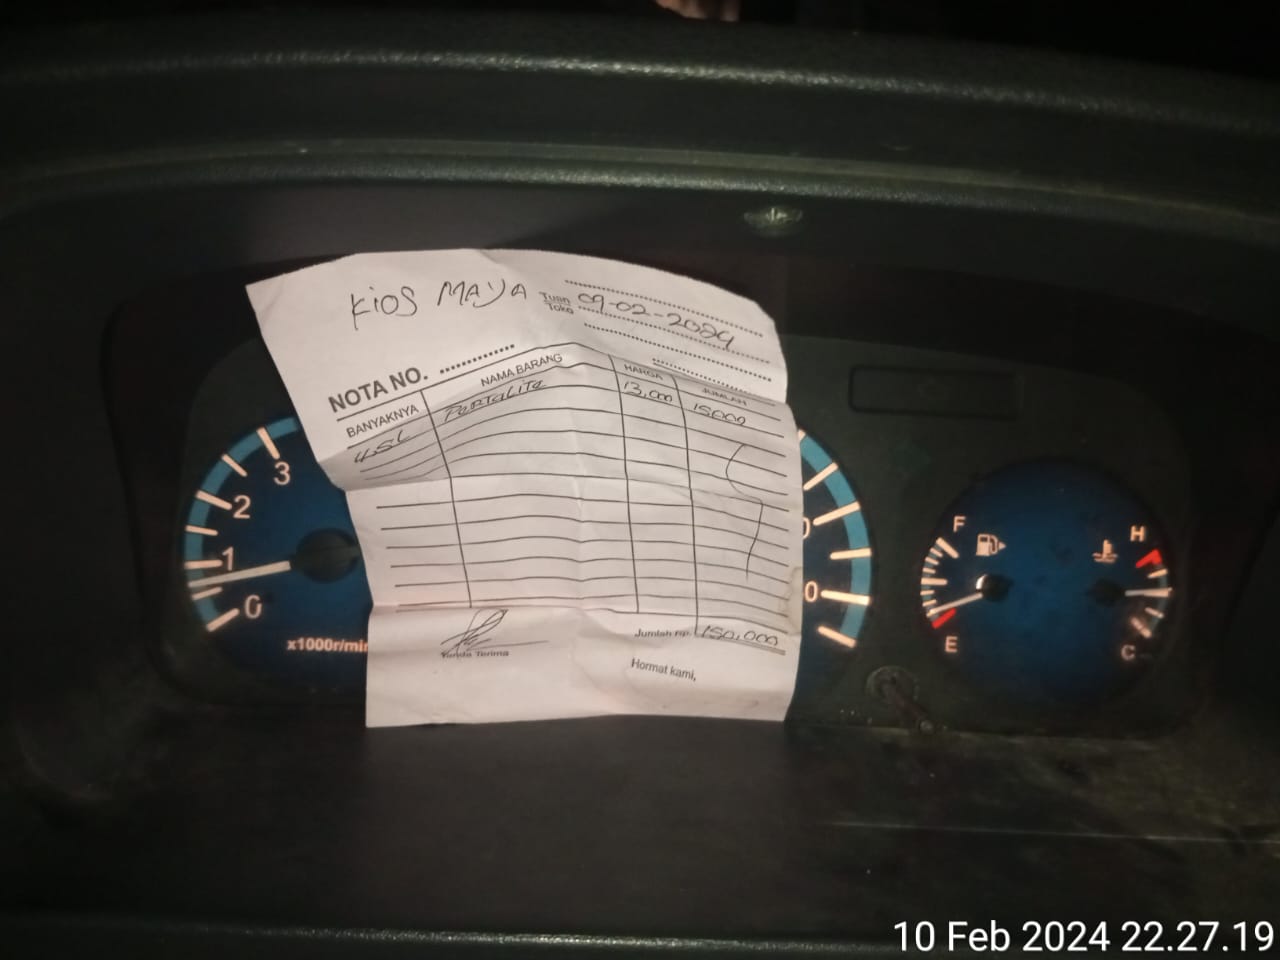 KIOS MAYA
Tuan
Toko
09-02-2024
NOTA NO.
BANYAKNYA NAMA BARANG HARGA JUMLAH
PERTALITE 13,000 15000
Tanda Terima
Jumlah Rp. 150,000
Hormat kami,
3
2
1
0
x1000r/min
0
0
F
E
H
C
10 Feb 2024 22.27.19